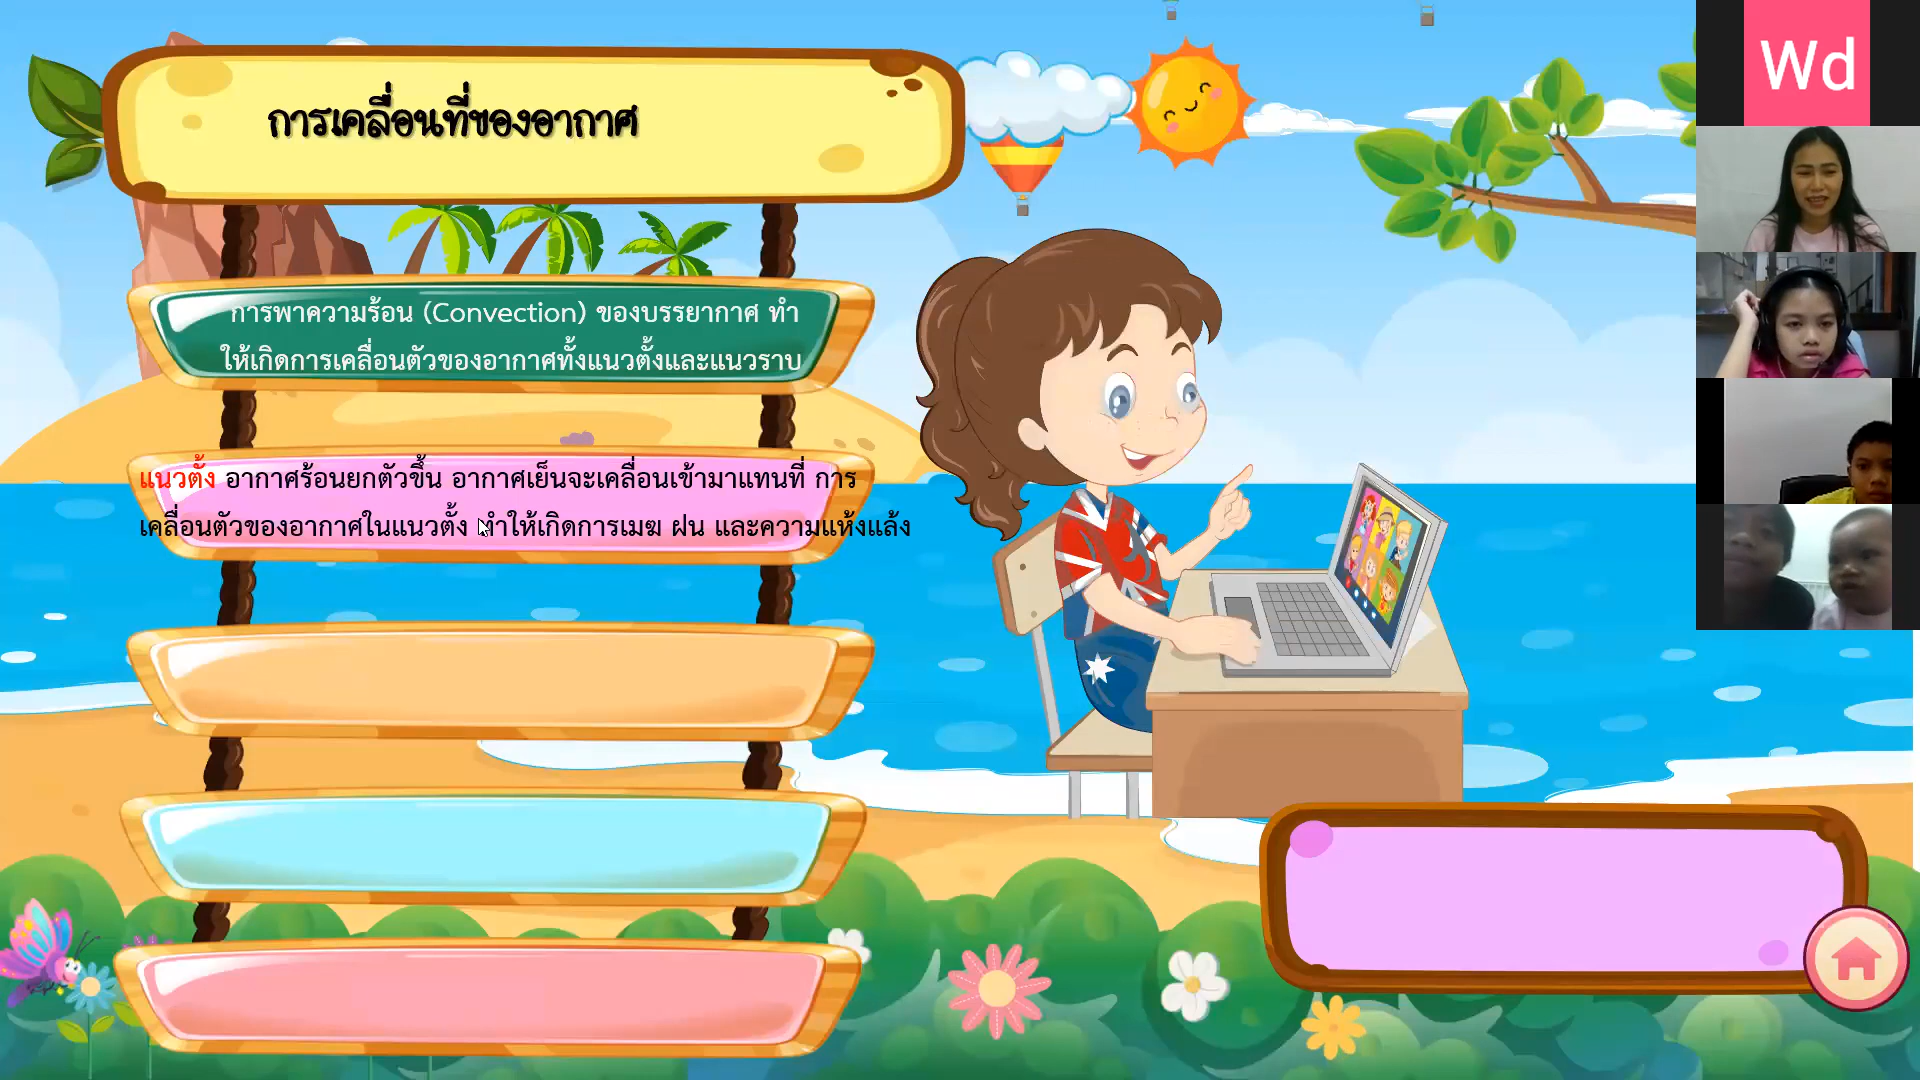 การเคลื่อนที่ของอากาศ
การพาความร้อน (Convection) ของบรรยากาศ ทำ
ให้เกิดการเคลื่อนตัวของอากาศทั้งแนวตั้งและแนวราบ
แนวตั้ง อากาศร้อนยกตัวขึ้น อากาศเย็นจะเคลื่อนเข้ามาแทนที่ การ
เคลื่อนตัวของอากาศในแนวตั้ง ทำให้เกิดการเมฆ ฝน และความแห้งแล้ง
Wd